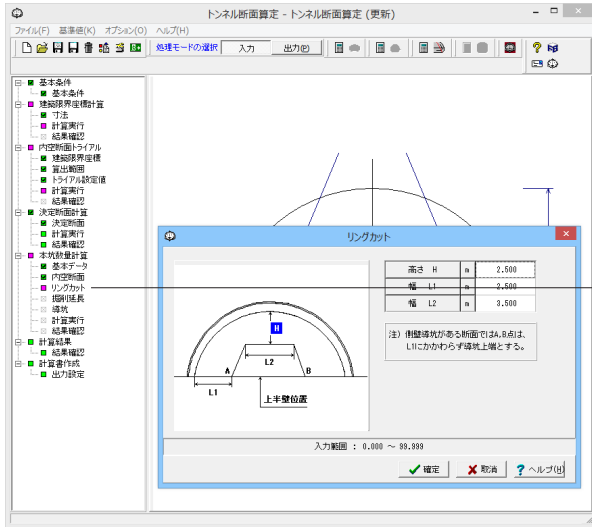 トンネル断面算定 - トンネル断面算定 (更新)
ファイル(F) 基準値(K) オプション(O) ヘルプ(H)
処理モードの選択 入力 出力(P)
基本条件
基本条件
建築限界座標計算
寸法
計算実行
結果確認
内空断面トライアル
建築限界座標
算出範囲
トライアル設定値
計算実行
結果確認
決定断面計算
決定断面
計算実行
結果確認
本坑数量計算
基本データ
内空断面
リングカット
掘削延長
導坑
計算実行
結果確認
計算結果
結果確認
計算書作成
出力設定
リングカット
H
L2
A
B
L1
上半壁位置
高さ H m 2.500
幅 L1 m 2.500
幅 L2 m 3.500
注) 側壁導坑がある断面ではA,B点は、
L1にかかわらず導坑上端とする。
入力範囲 : 0.000 ～ 99.999
確定 取消 ヘルプ(H)